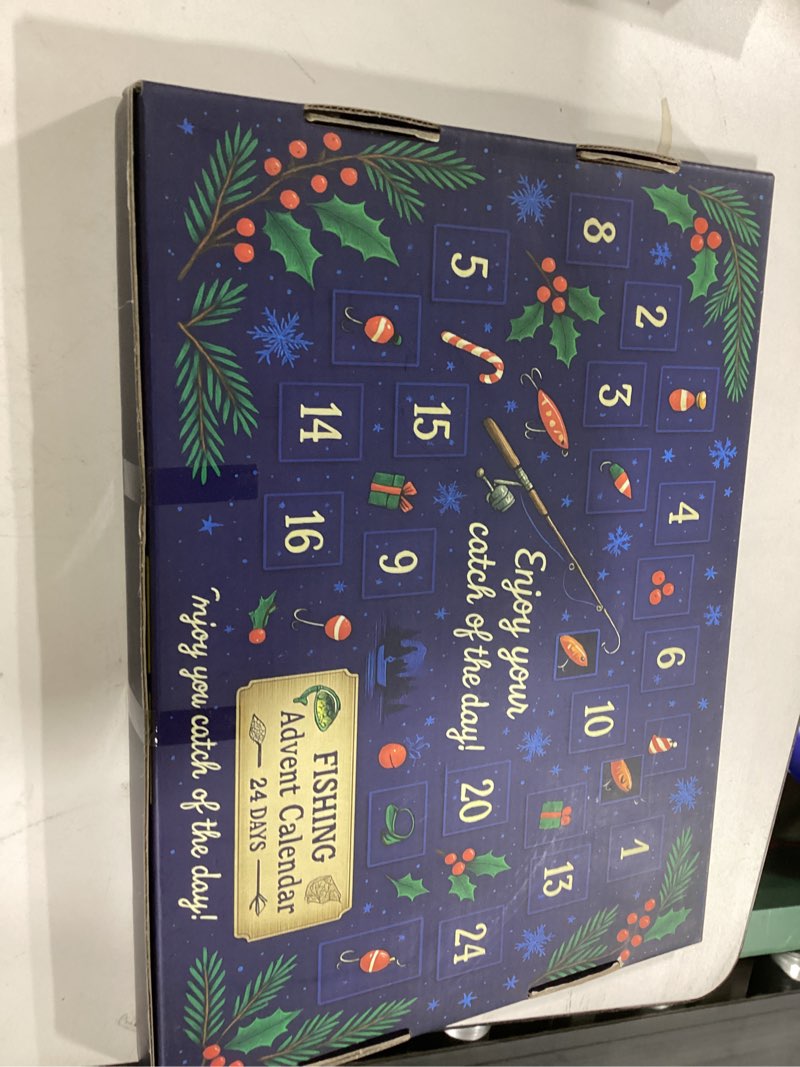 2
4
6
1
8
3
10
13
Enjoy your
catch of the day!
5
20
24
15
9
14
16
FISHING
Advent Calendar
24 DAYS
njoy you catch of the day!